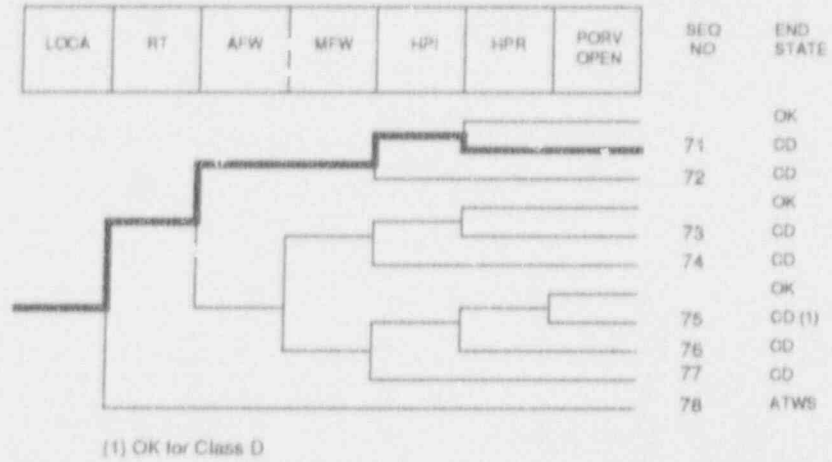 LOCA RT AFW MFW HPI HPR PORV OPEN SEQ NO END STATE
OK
71 CD
72 CD
OK
73 CD
74 CD
OK
75 CD (1)
76 CD
77 CD
78 ATWS
(1) OK for Class D